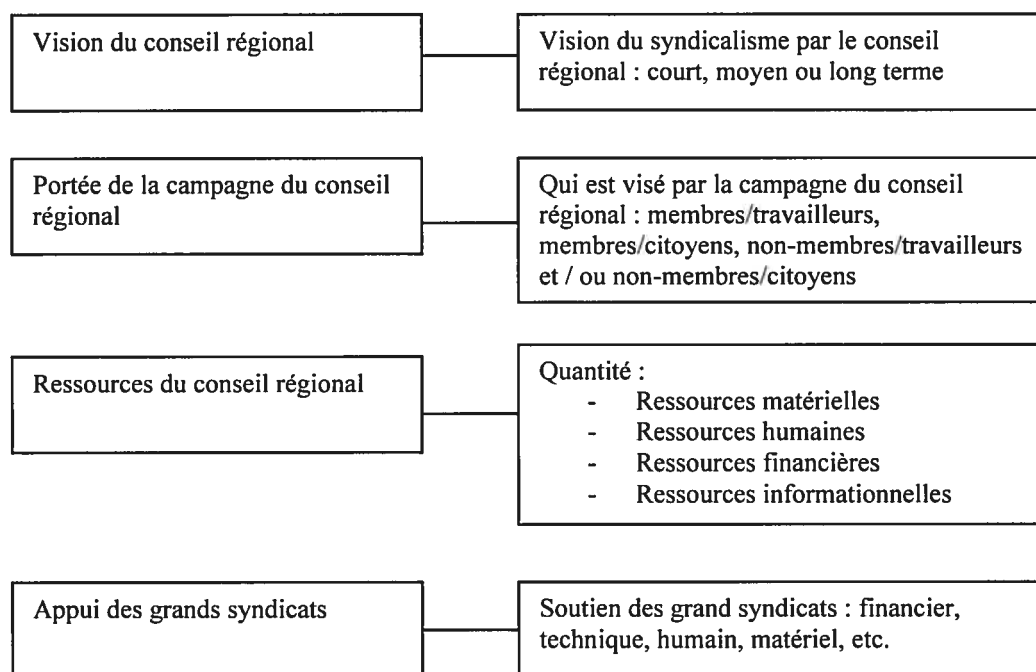 Vision du conseil régional
Vision du syndicalisme par le conseil
régional : court, moyen ou long terme
Portée de la campagne du conseil
régional
Qui est visé par la campagne du conseil
régional : membres/travailleurs,
membres/citoyens, non-membres/travailleurs
et / ou non-membres/citoyens
Ressources du conseil régional
Quantité :
- Ressources matérielles
- Ressources humaines
- Ressources financières
- Ressources informationnelles
Appui des grands syndicats
Soutien des grand syndicats : financier,
technique, humain, matériel, etc.